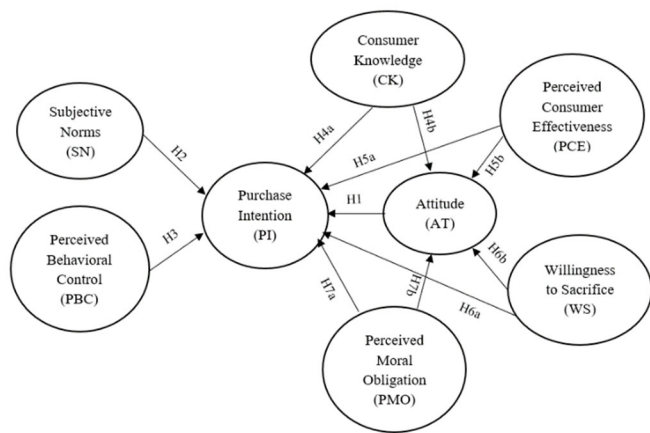 Consumer
Knowledge
(CK)
Perceived
Consumer
Effectiveness
(PCE)
Subjective
Norms
(SN)
H4a
H4b
H5a
H5b
H2
Purchase
Intention
(PI)
H1
Attitude
(AT)
Perceived
Behavioral
Control
(PBC)
H3
H6b
Willingness
to Sacrifice
(WS)
H7a
H7b
H6a
Perceived
Moral
Obligation
(PMO)